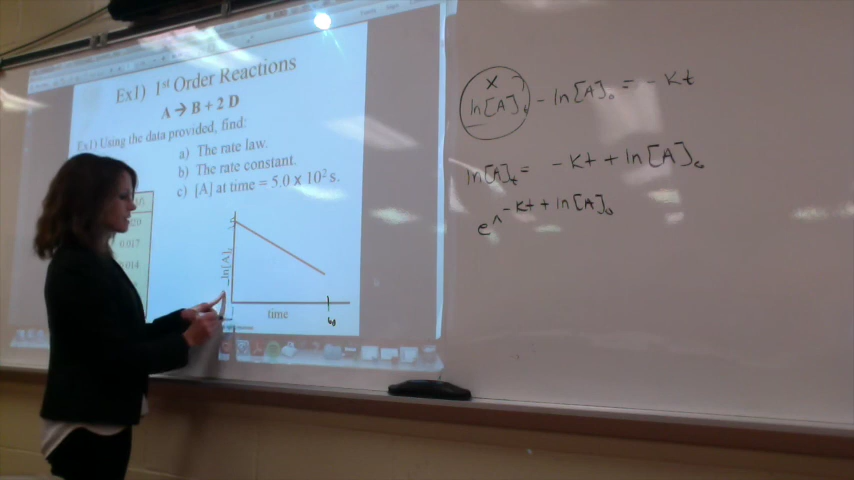 Ex1) 1st Order Reactions
A → B + 2 D
Ex1) Using the data provided, find:
a) The rate law.
b) The rate constant.
c) [A] at time = 5.0 X 10² s.
0.017
0.014
ln[A]
time
x
ln[A]t - ln[A]o = - Kt
ln[A]t = - Kt + ln[A]o
e^-Kt + ln[A]o